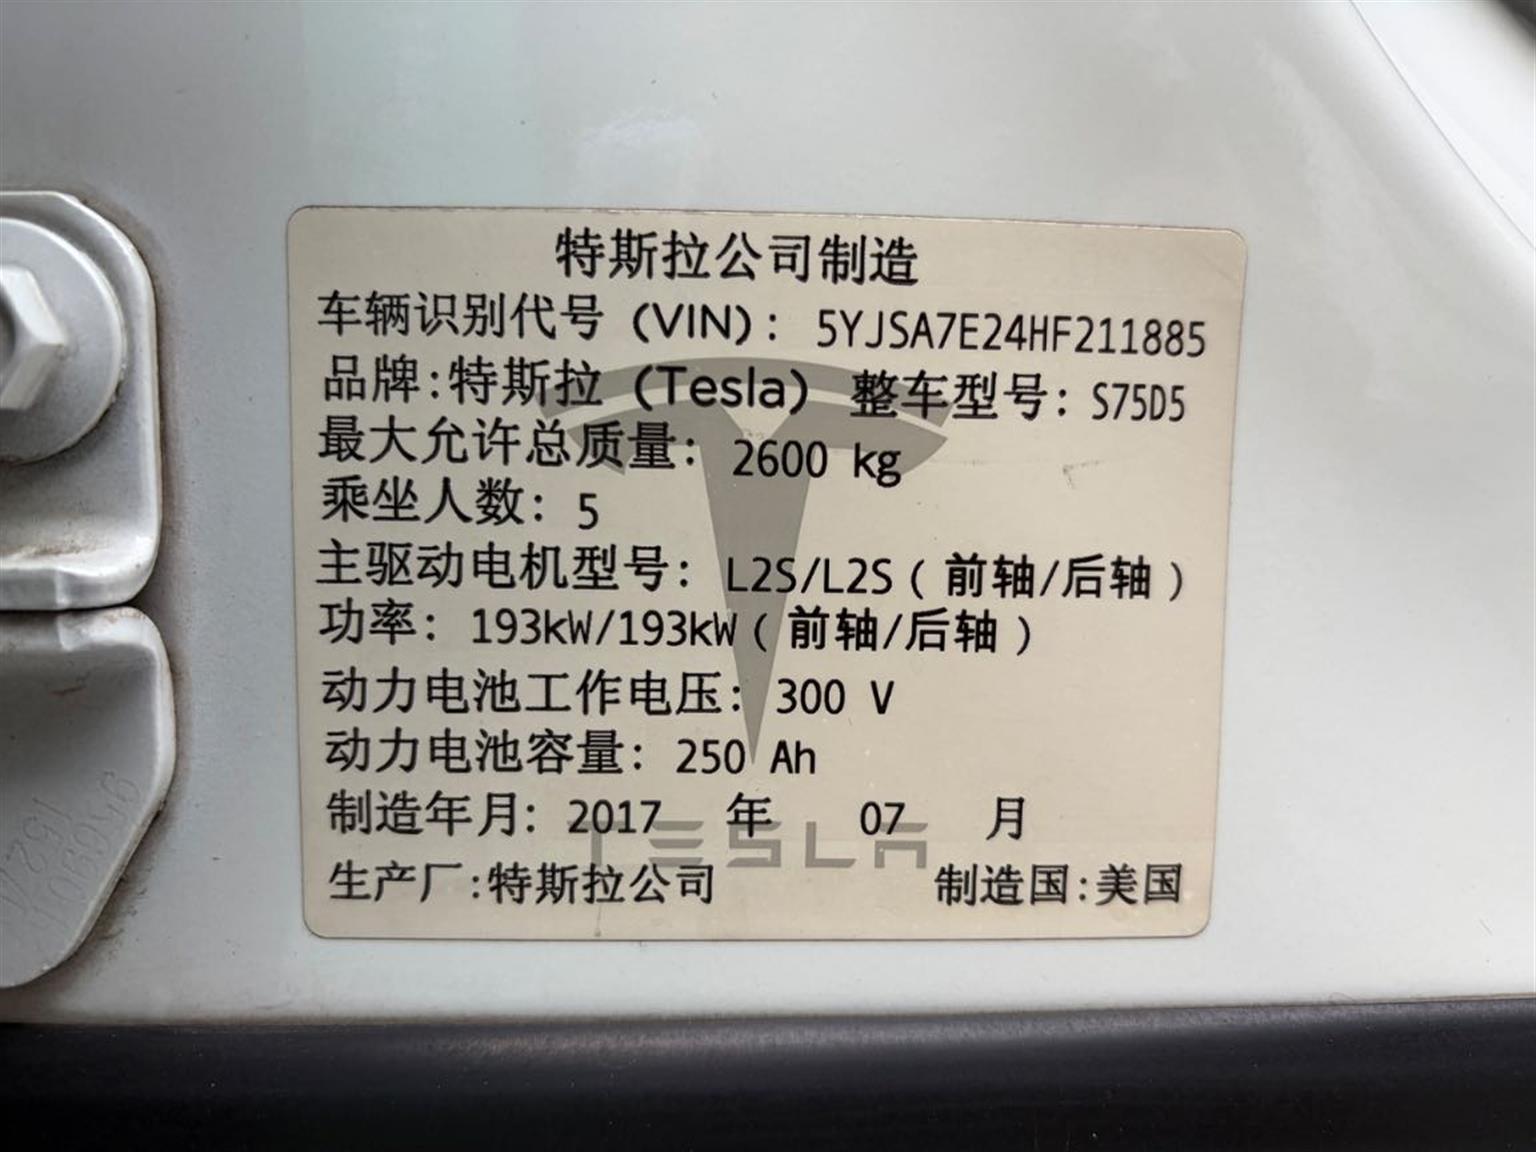 特斯拉公司制造
车辆识别代号 (VIN): 5YJSA7E24HF211885
品牌:特斯拉 (Tesla) 整车型号: S75D5
最大允许总质量: 2600 kg
乘坐人数: 5
主驱动电机型号: L2S/L2S (前轴/后轴)
功率: 193kW/193kW (前轴/后轴)
动力电池工作电压: 300 V
动力电池容量: 250 Ah
制造年月: 2017 年 07 月
TESLA
生产厂:特斯拉公司 制造国:美国